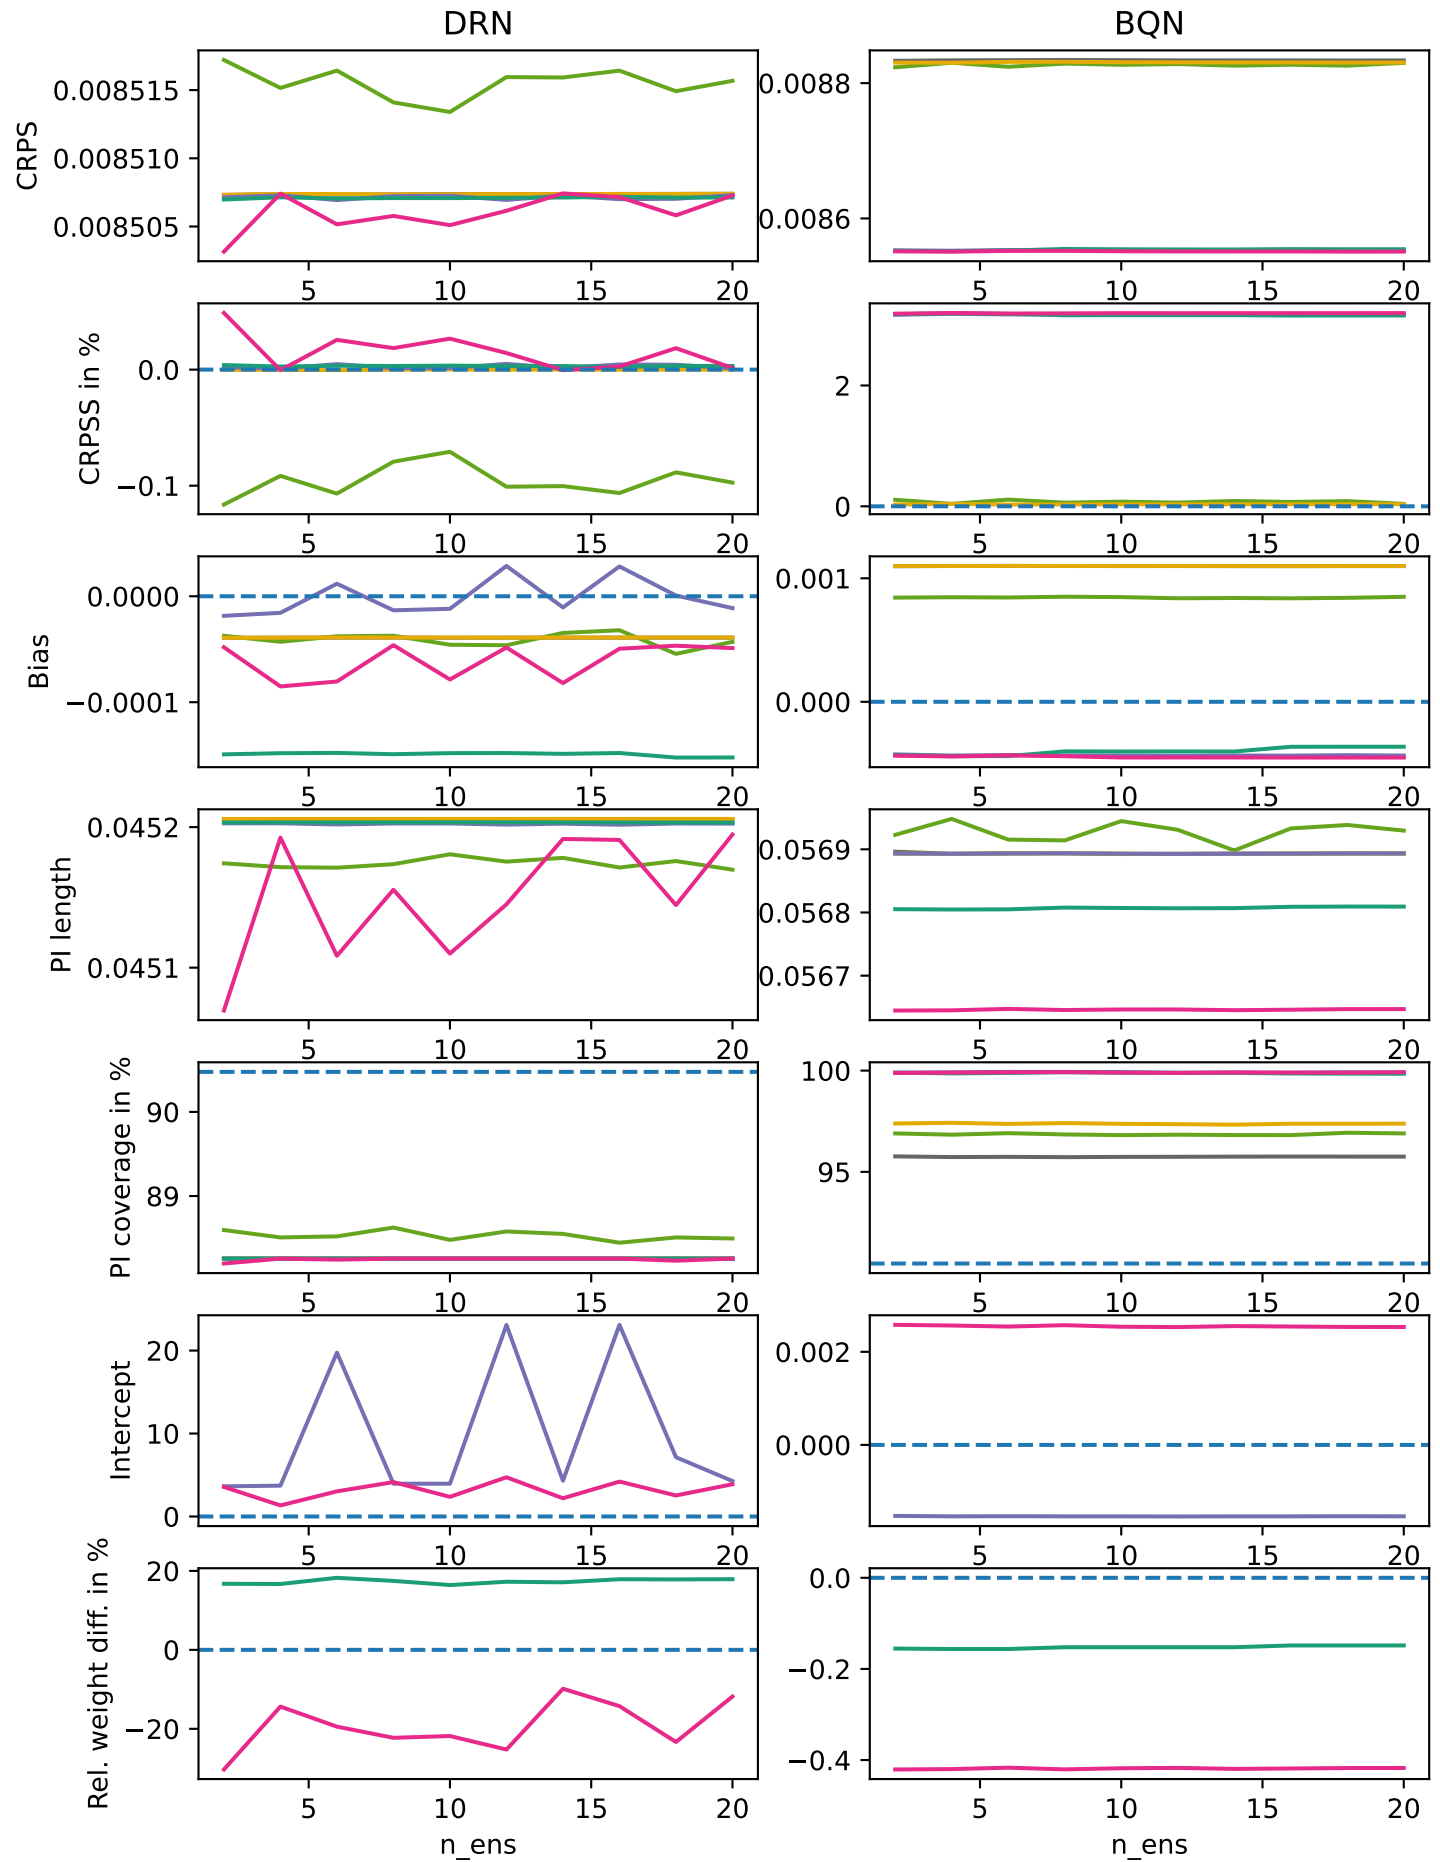 DRN BQN
CRPS
0.008515
0.008510
0.008505
5 10 15 20
0.0088
0.0086
5 10 15 20
CRPSS in %
0.0
−0.1
5 10 15 20
2
0
5 10 15 20
Bias
0.0000
−0.0001
5 10 15 20
0.001
0.000
5 10 15 20
PI length
0.0452
0.0451
5 10 15 20
0.0569
0.0568
0.0567
5 10 15 20
PI coverage in %
90
89
5 10 15 20
100
95
5 10 15 20
Intercept
20
10
0
5 10 15 20
0.002
0.000
5 10 15 20
Rel. weight diff. in %
20
0
−20
5 10 15 20
n_ens
0.0
−0.2
−0.4
5 10 15 20
n_ens